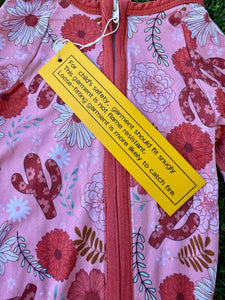 For child's safety, garment should fit snugly
This garment is not flame resistant.
Loose-fitting garment is more likely to catch fire